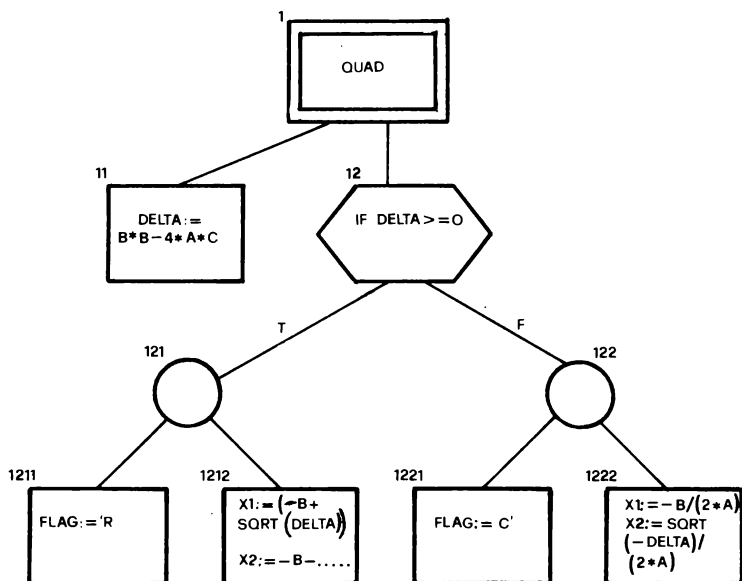 1
QUAD
11
12
DELTA:=
B*B-4*A*C
IF DELTA>=O
T
F
121
122
1211
1212
1221
1222
FLAG:='R
X1:=(-B+
SQRT(DELTA))
X2:=-B-.....
FLAG:=C'
X1:=-B/(2*A)
X2:=SQRT
(-DELTA)/
(2*A)